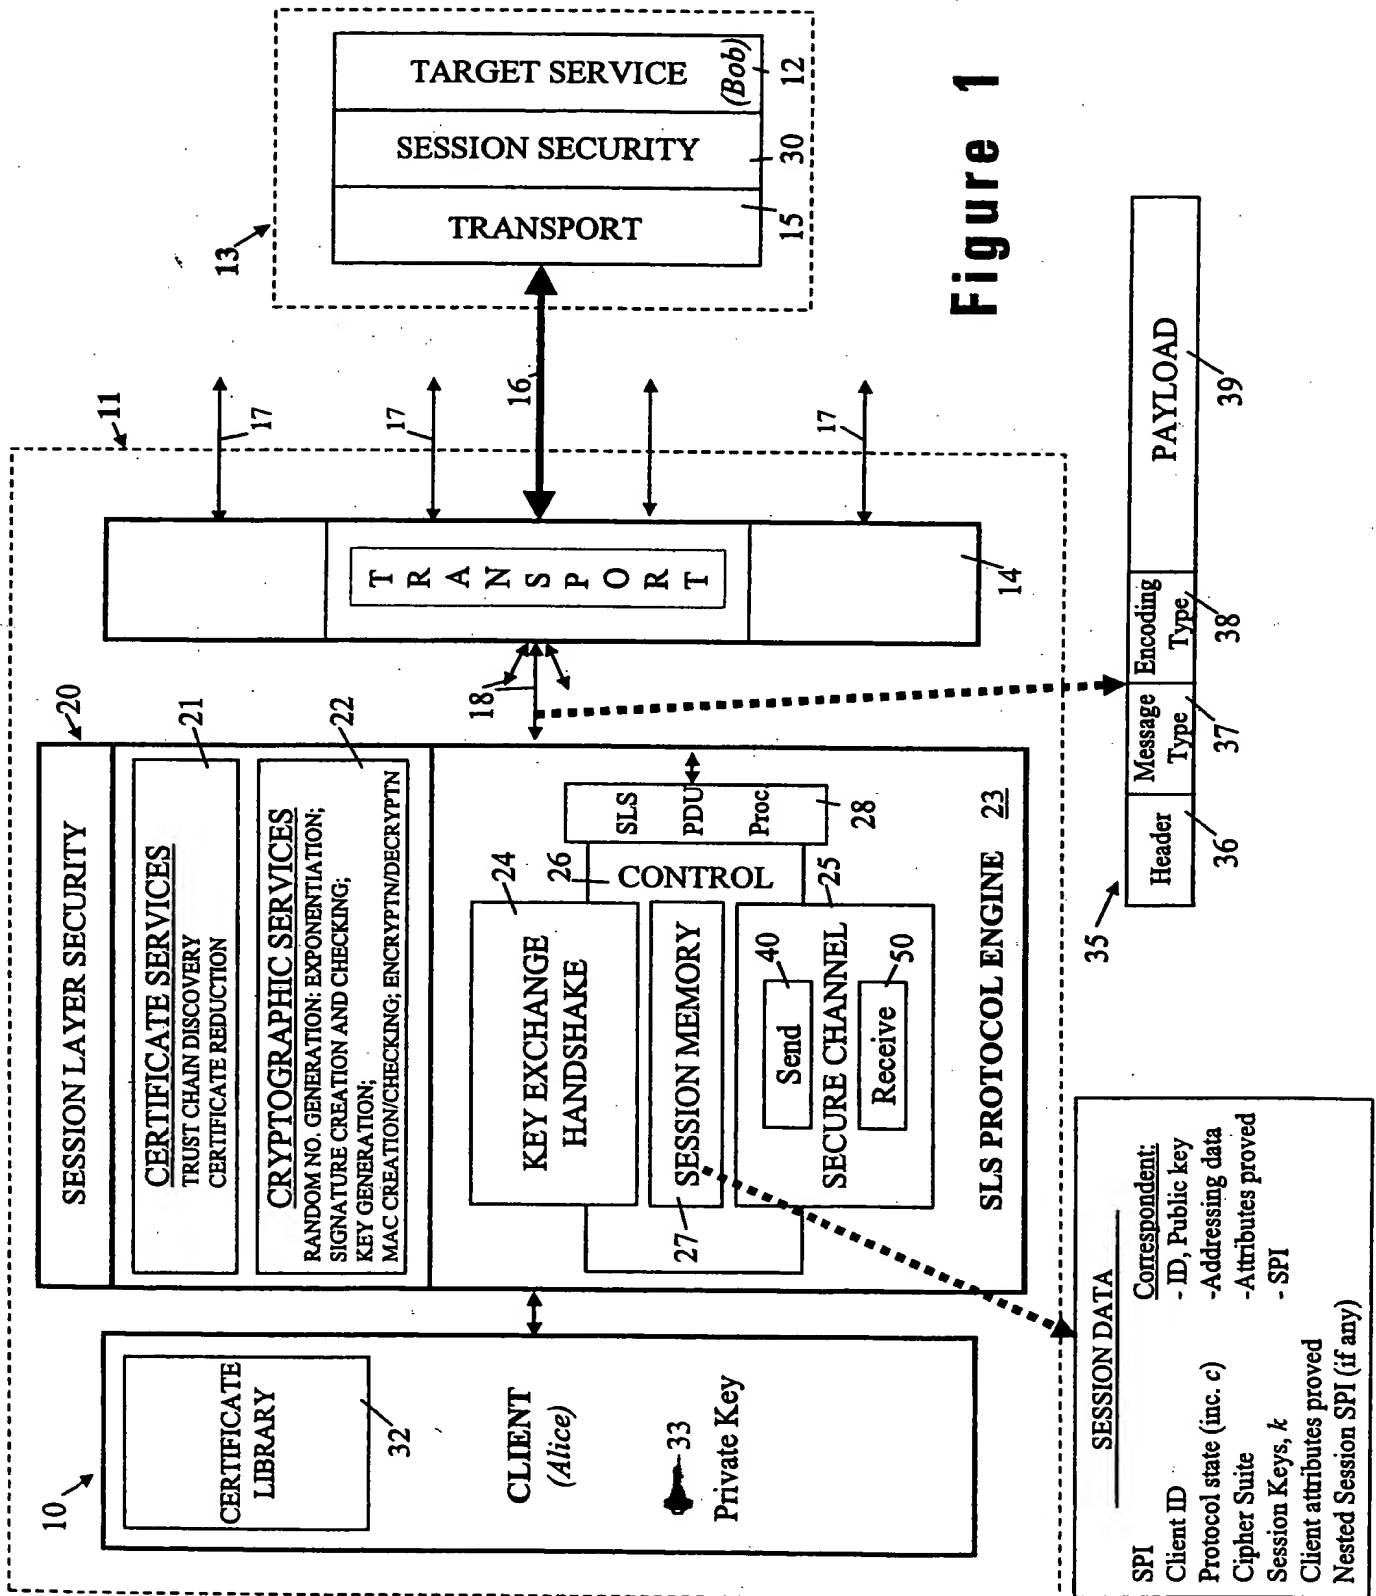 10
CERTIFICATE
LIBRARY
32
CLIENT
(Alice)
33
Private Key
SESSION LAYER SECURITY
20
CERTIFICATE SERVICES
TRUST CHAIN DISCOVERY
CERTIFICATE REDUCTION
21
CRYPTOGRAPHIC SERVICES
RANDOM NO. GENERATION: EXPONENTIATION;
SIGNATURE CREATION AND CHECKING;
KEY GENERATION;
MAC CREATION/CHECKING; ENCRYPTN/DECRYPTN
22
KEY EXCHANGE
HANDSHAKE
24
26
CONTROL
SLS
PDU
Proc.
28
SESSION MEMORY
27
SECURE CHANNEL
25
Send
40
Receive
50
SLS PROTOCOL ENGINE
23
18
TRANSPORT
14
11
17
17
16
17
13
TRANSPORT
15
SESSION SECURITY
30
TARGET SERVICE
(Bob)
12
SESSION DATA
SPI
Client ID
Protocol state (inc. c)
Cipher Suite
Session Keys, k
Client attributes proved
Nested Session SPI (if any)
Correspondent:
- ID, Public key
-Addressing data
-Attributes proved
- SPI
35
Header
36
Message
Type
37
Encoding
Type
38
PAYLOAD
39
Figure 1